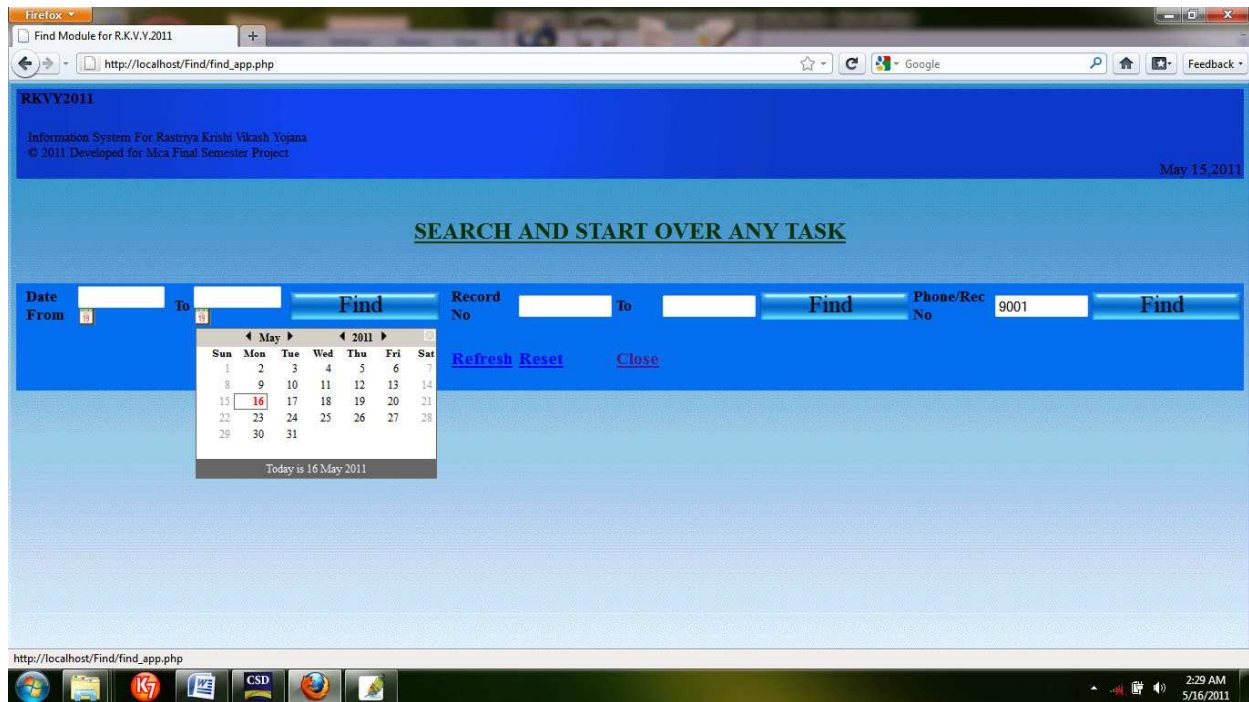 Firefox
Find Module for R.K.V.Y.2011
http://localhost/Find/find_app.php
Google
Feedback
RKVY2011
Information System For Rastriya Krishi Vikash Yojana
© 2011 Developed for Mca Final Semester Project
May 15,2011
SEARCH AND START OVER ANY TASK
Date From To Find Record No To Find Phone/Rec No 9001 Find
May 2011
Sun Mon Tue Wed Thu Fri Sat
1 2 3 4 5 6 7
8 9 10 11 12 13 14
15 16 17 18 19 20 21
22 23 24 25 26 27 28
29 30 31
Today is 16 May 2011
Refresh Reset Close
http://localhost/Find/find_app.php
K7 CSD
2:29 AM
5/16/2011